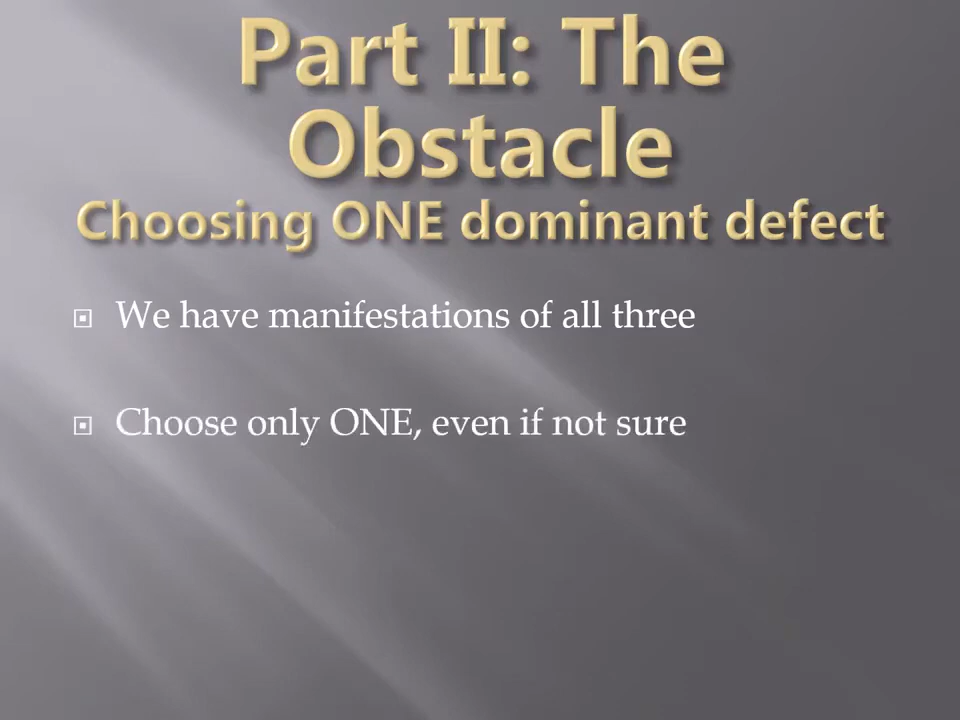 Part II: The
Obstacle
Choosing ONE dominant defect
We have manifestations of all three
Choose only ONE, even if not sure